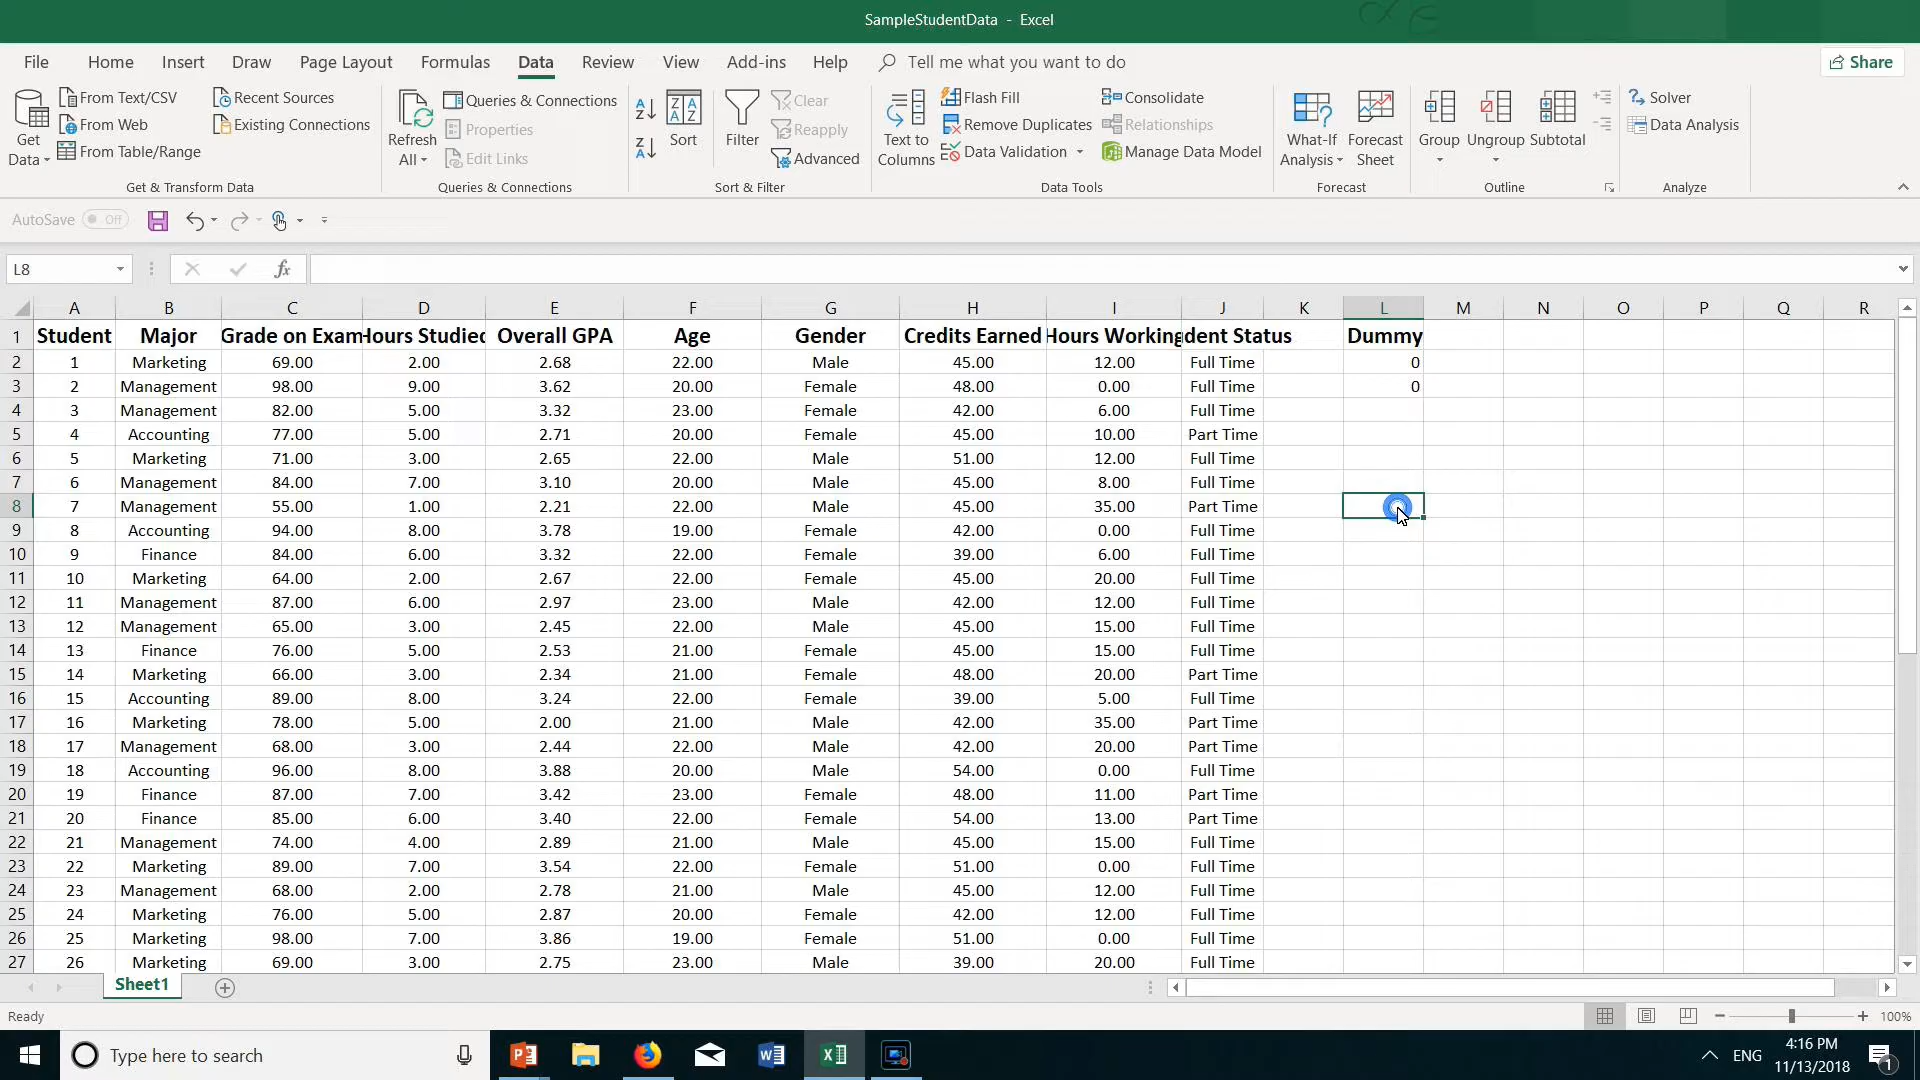 SampleStudentData - Excel
File Home Insert Draw Page Layout Formulas Data Review View Add-ins Help Tell me what you want to do Share
From Text/CSV Recent Sources Queries & Connections Clear Flash Fill Consolidate Solver
Get Data From Web Existing Connections Refresh All Properties Sort Filter Reapply Text to Columns Remove Duplicates Relationships What-If Analysis Forecast Sheet Group Ungroup Subtotal Data Analysis
From Table/Range Edit Links Advanced Data Validation Manage Data Model
Get & Transform Data Queries & Connections Sort & Filter Data Tools Forecast Outline Analyze
AutoSave Off
L8 fx
A B C D E F G H I J K L M N O P Q R
1 Student Major Grade on Exam Hours Studied Overall GPA Age Gender Credits Earned Hours Working dent Status Dummy
2 1 Marketing 69.00 2.00 2.68 22.00 Male 45.00 12.00 Full Time 0
3 2 Management 98.00 9.00 3.62 20.00 Female 48.00 0.00 Full Time 0
4 3 Management 82.00 5.00 3.32 23.00 Female 42.00 6.00 Full Time
5 4 Accounting 77.00 5.00 2.71 20.00 Female 45.00 10.00 Part Time
6 5 Marketing 71.00 3.00 2.65 22.00 Male 51.00 12.00 Full Time
7 6 Management 84.00 7.00 3.10 20.00 Male 45.00 8.00 Full Time
8 7 Management 55.00 1.00 2.21 22.00 Male 45.00 35.00 Part Time
9 8 Accounting 94.00 8.00 3.78 19.00 Female 42.00 0.00 Full Time
10 9 Finance 84.00 6.00 3.32 22.00 Female 39.00 6.00 Full Time
11 10 Marketing 64.00 2.00 2.67 22.00 Female 45.00 20.00 Full Time
12 11 Management 87.00 6.00 2.97 23.00 Male 42.00 12.00 Full Time
13 12 Management 65.00 3.00 2.45 22.00 Male 45.00 15.00 Full Time
14 13 Finance 76.00 5.00 2.53 21.00 Female 45.00 15.00 Full Time
15 14 Marketing 66.00 3.00 2.34 21.00 Female 48.00 20.00 Part Time
16 15 Accounting 89.00 8.00 3.24 22.00 Female 39.00 5.00 Full Time
17 16 Marketing 78.00 5.00 2.00 21.00 Male 42.00 35.00 Part Time
18 17 Management 68.00 3.00 2.44 22.00 Male 42.00 20.00 Part Time
19 18 Accounting 96.00 8.00 3.88 20.00 Male 54.00 0.00 Full Time
20 19 Finance 87.00 7.00 3.42 23.00 Female 48.00 11.00 Part Time
21 20 Finance 85.00 6.00 3.40 22.00 Female 54.00 13.00 Part Time
22 21 Management 74.00 4.00 2.89 21.00 Male 45.00 15.00 Full Time
23 22 Marketing 89.00 7.00 3.54 22.00 Female 51.00 0.00 Full Time
24 23 Management 68.00 2.00 2.78 21.00 Male 45.00 12.00 Full Time
25 24 Marketing 76.00 5.00 2.87 20.00 Female 42.00 12.00 Full Time
26 25 Marketing 98.00 7.00 3.86 19.00 Female 51.00 0.00 Full Time
27 26 Marketing 69.00 3.00 2.75 23.00 Male 39.00 20.00 Full Time
Sheet1
Ready 100%
Type here to search ENG 4:16 PM
11/13/2018 1